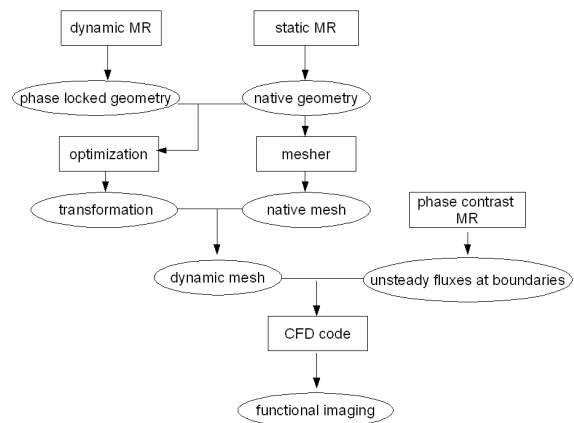 dynamic MR
static MR
phase locked geometry
native geometry
optimization
mesher
transformation
native mesh
phase contrast
MR
dynamic mesh
unsteady fluxes at boundaries
CFD code
functional imaging